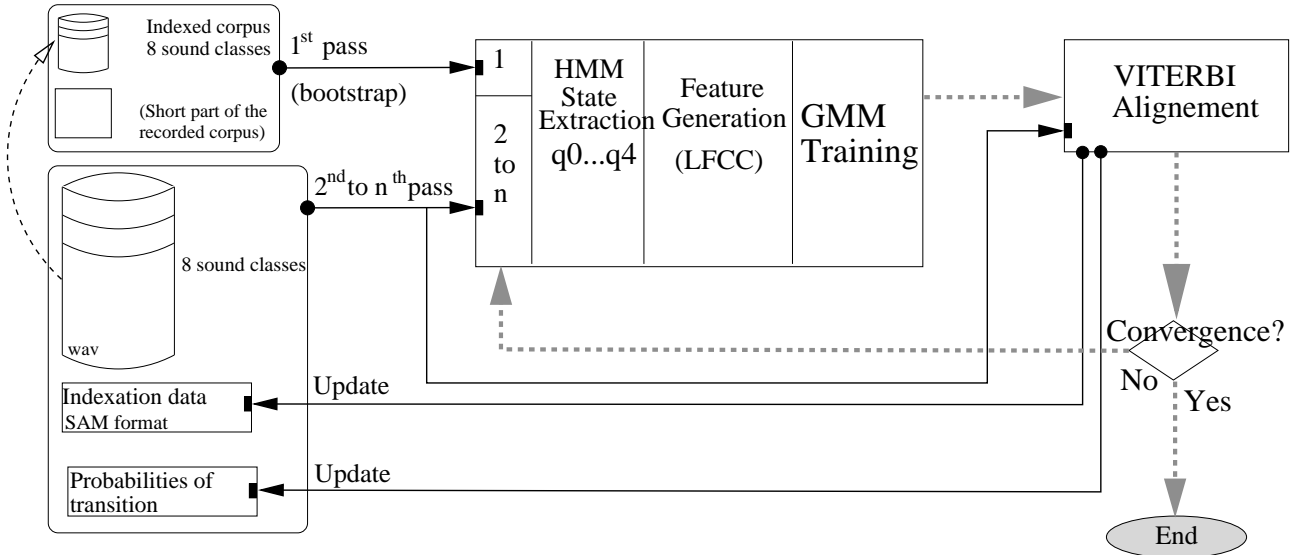 Indexed corpus
8 sound classes
(Short part of the
recorded corpus)
1st pass
(bootstrap)
1
2
to
n
HMM
State
Extraction
q0...q4
Feature
Generation
(LFCC)
GMM
Training
VITERBI
Alignement
2nd to n th pass
8 sound classes
wav
Indexation data
SAM format
Update
Probabilities of
transition
Update
Convergence?
No
Yes
End